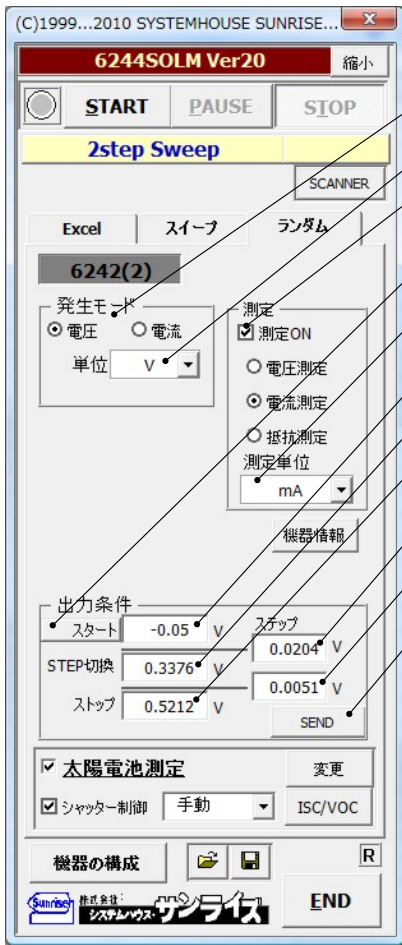 (C)1999...2010 SYSTEMHOUSE SUNRISE...
6244SOLM Ver20 縮小
START PAUSE STOP
2step Sweep
SCANNER
Excel スイープ ランダム
6242(2)
発生モード
電圧 電流
単位 V
測定
測定ON
電圧測定
電流測定
抵抗測定
測定単位
mA
機器情報
出力条件
スタート -0.05 V ステップ
0.0204 V
STEP切換 0.3376 V
0.0051 V
ストップ 0.5212 V
SEND
太陽電池測定 変更
シャッター制御 手動 ISC/VOC
機器の構成 R
Sunrise 株式会社 システムハウス・サンライズ END